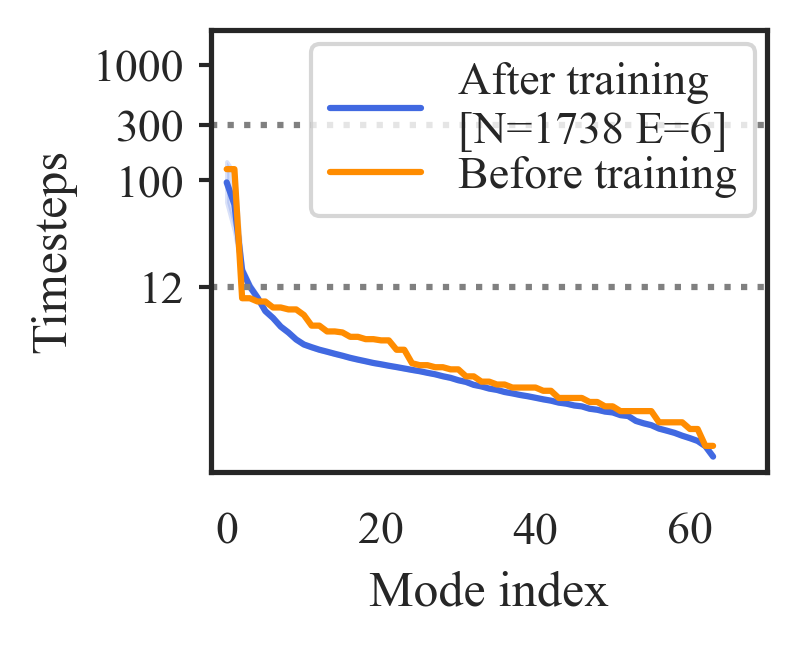 1000
300
100
12
Timesteps
After training
[N=1738 E=6]
Before training
0 20 40 60
Mode index